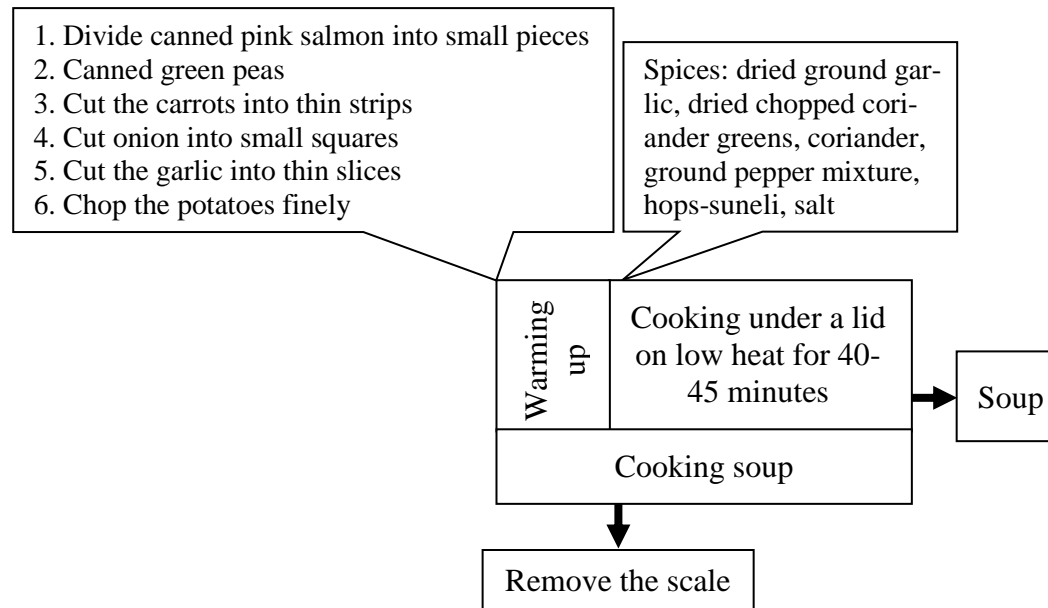 1. Divide canned pink salmon into small pieces
2. Canned green peas
3. Cut the carrots into thin strips
4. Cut onion into small squares
5. Cut the garlic into thin slices
6. Chop the potatoes finely
Spices: dried ground gar-
lic, dried chopped cori-
ander greens, coriander,
ground pepper mixture,
hops-suneli, salt
Warming
up
Cooking under a lid
on low heat for 40-
45 minutes
Soup
Cooking soup
Remove the scale